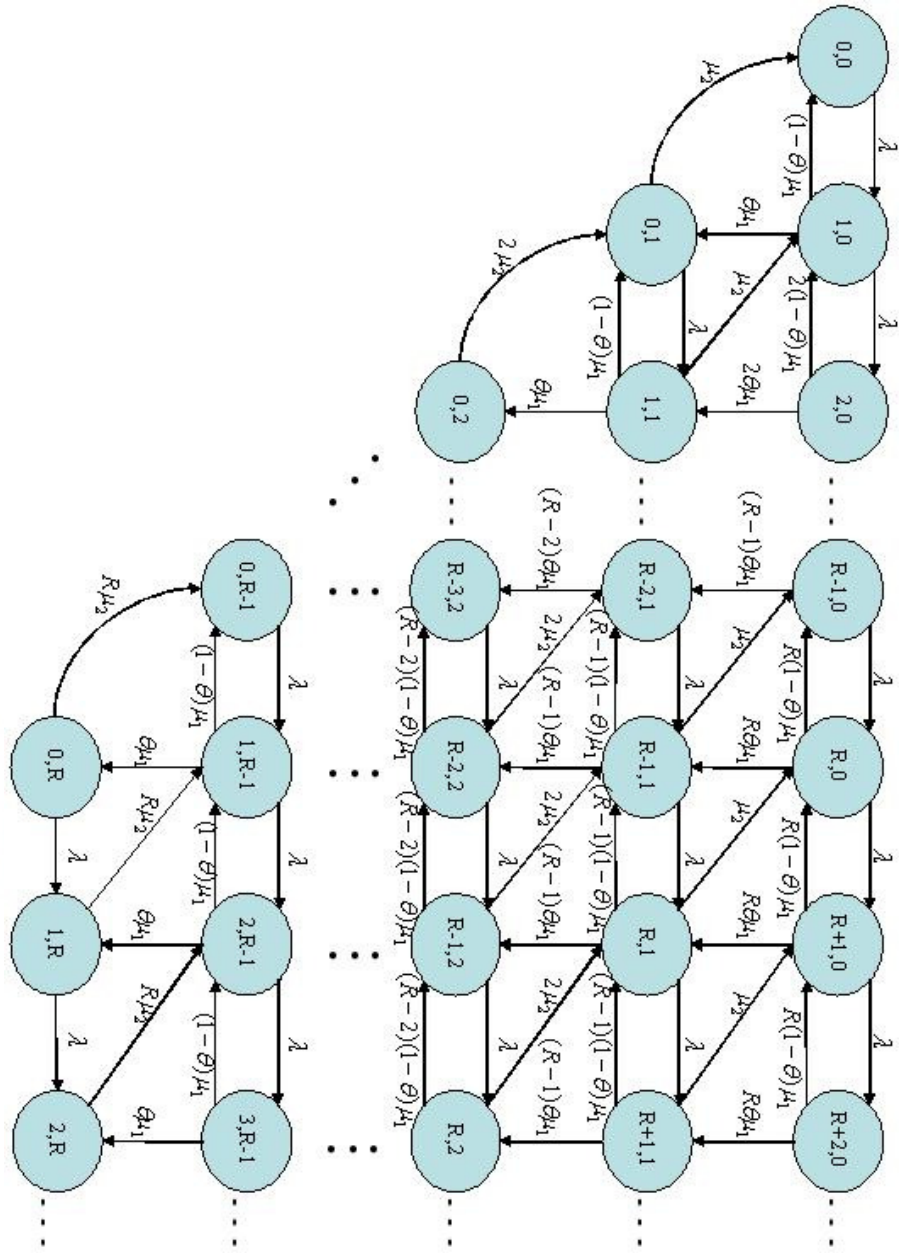 λ λ λ λ λ
0,0 1,0 2,0 R-1,0 R,0 R+1,0 R+2,0
(1-θ)μ₁ 2(1-θ)μ₁ R(1-θ)μ₁ R(1-θ)μ₁ R(1-θ)μ₁
μ₂ θμ₁ μ₂ 2θμ₁ (R-1)θμ₁ μ₂ Rθμ₁ μ₂ Rθμ₁ μ₂ Rθμ₁
λ λ λ λ
0,1 1,1 R-2,1 R-1,1 R,1 R+1,1
(1-θ)μ₁ (R-1)(1-θ)μ₁ (R-1)(1-θ)μ₁ (R-1)(1-θ)μ₁
2μ₂ θμ₁ (R-2)θμ₁ 2μ₂ (R-1)θμ₁ 2μ₂ (R-1)θμ₁ 2μ₂ (R-1)θμ₁
λ λ λ
0,2 R-3,2 R-2,2 R-1,2 R,2
(R-2)(1-θ)μ₁ (R-2)(1-θ)μ₁ (R-2)(1-θ)μ₁
λ λ λ
0,R-1 1,R-1 2,R-1 3,R-1
(1-θ)μ₁ (1-θ)μ₁ (1-θ)μ₁
Rμ₂ θμ₁ Rμ₂ θμ₁ Rμ₂ θμ₁
λ λ
0,R 1,R 2,R